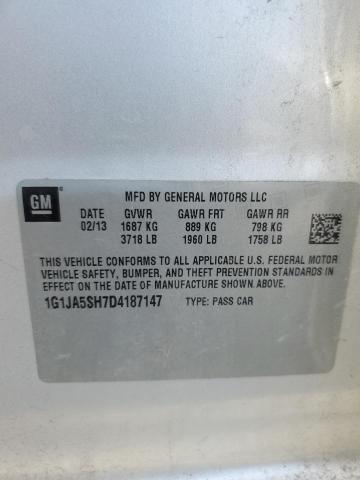 GM
MFD BY GENERAL MOTORS LLC
DATE GVWR GAWR FRT GAWR RR
02/13 1687 KG 889 KG 798 KG
3718 LB 1960 LB 1758 LB
THIS VEHICLE CONFORMS TO ALL APPLICABLE U.S. FEDERAL MOTOR
VEHICLE SAFETY, BUMPER, AND THEFT PREVENTION STANDARDS IN
EFFECT ON THE DATE OF MANUFACTURE SHOWN ABOVE.
1G1JA5SH7D4187147 TYPE: PASS CAR